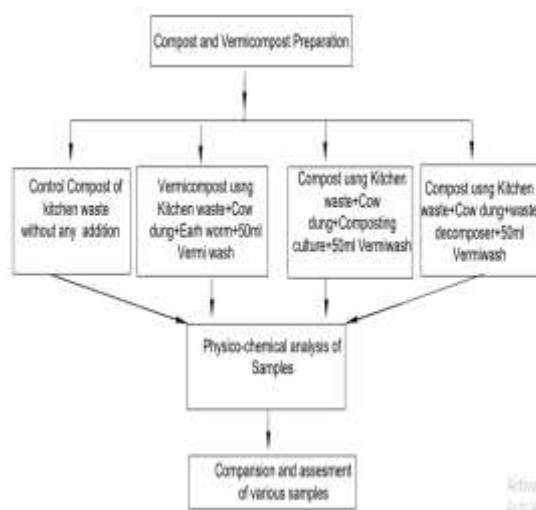 Compost and Vermicompost Preparation
Control Compost of
kitchen waste
without any addition
Vermicompost usng
Kitchen waste+Cow
dung+Earh worm+50ml
Vermi wash
Compost using Kitchen
waste+Cow
dung+Composting
culture+50ml Vermiwash
Compost using Kitchen
waste+Cow dung+waste
decomposer+50ml
Vermiwash
Physico-chemical analysis of
Samples
Comparision and assesment
of various samples